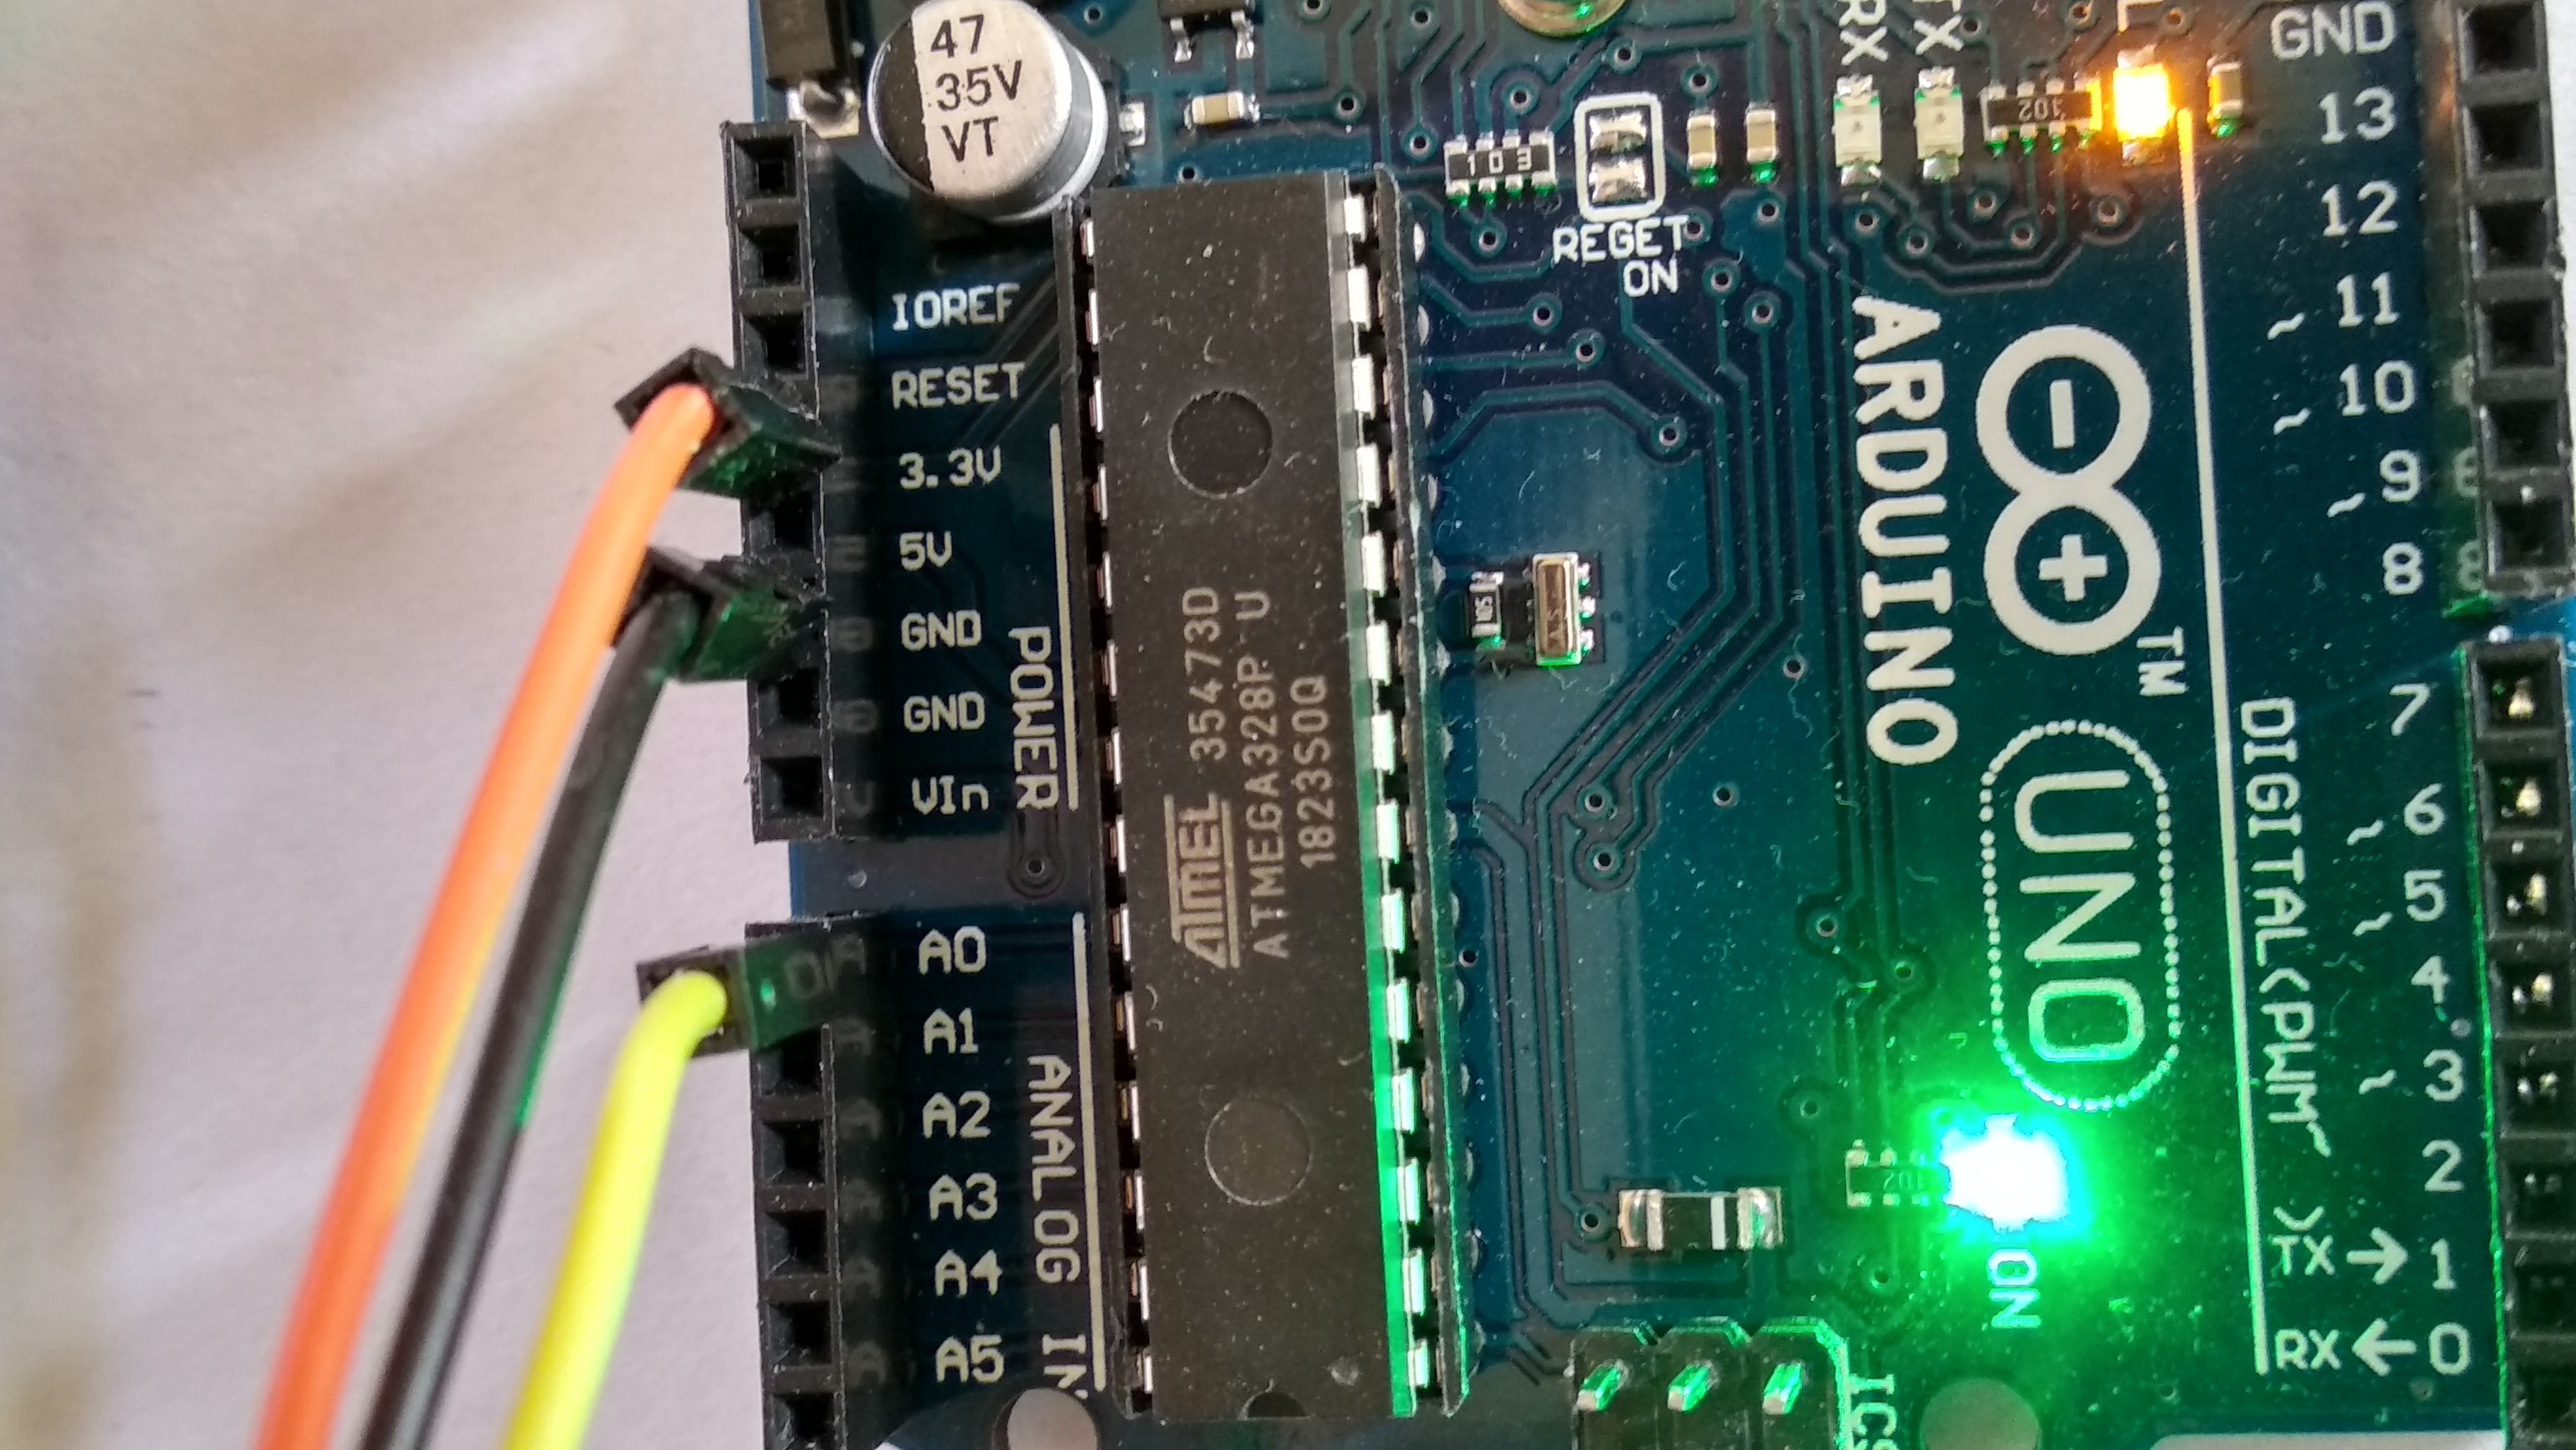 47
35V
VT
RX
TX
L
GND
13
12
~ 11
~ 10
~ 9
8
103
102
REGET
ON
IOREF
RESET
3.3V
5V
GND
GND
VIn
POWER
ATMEL 35473D
ATMEGA328P U
1823S0Q
ARDUINO
TM
UNO
DIGITAL(PWM~)
7
~ 6
~ 5
4
~ 3
2
TX → 1
RX ← 0
A0
A1
A2
A3
A4
A5
ANALOG IN
102
ON